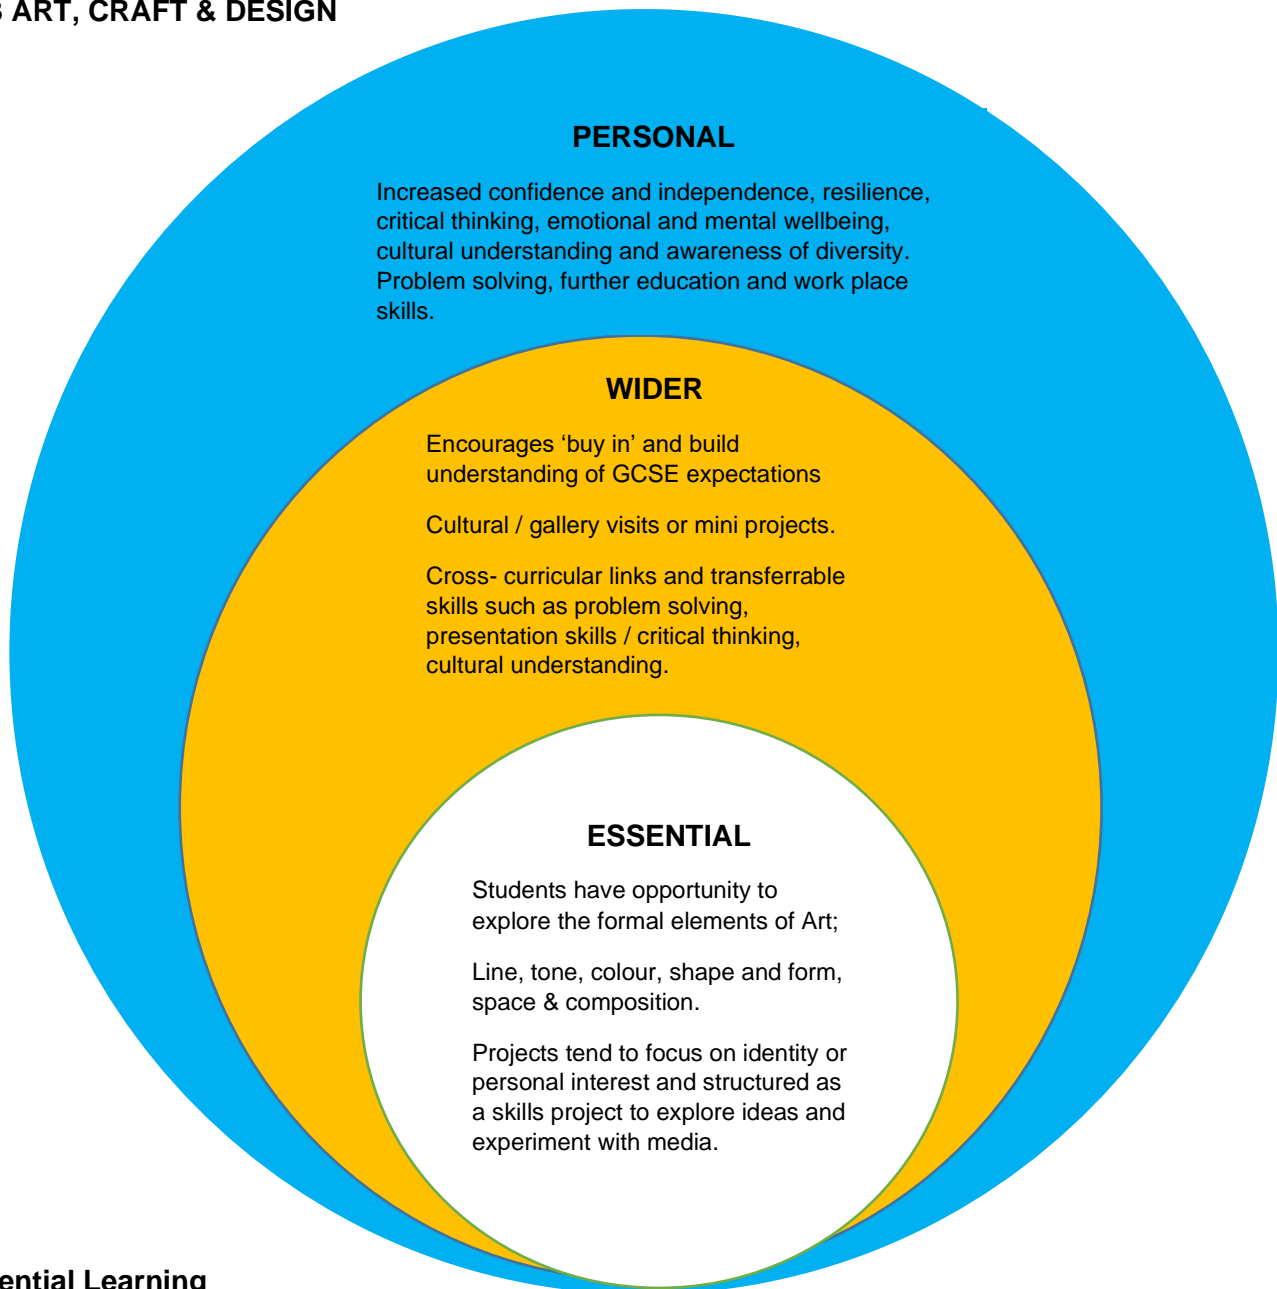 ART, CRAFT & DESIGN
PERSONAL
Increased confidence and independence, resilience,
critical thinking, emotional and mental wellbeing,
cultural understanding and awareness of diversity.
Problem solving, further education and work place
skills.
WIDER
Encourages ‘buy in’ and build
understanding of GCSE expectations
Cultural / gallery visits or mini projects.
Cross- curricular links and transferrable
skills such as problem solving,
presentation skills / critical thinking,
cultural understanding.
ESSENTIAL
Students have opportunity to
explore the formal elements of Art;
Line, tone, colour, shape and form,
space & composition.
Projects tend to focus on identity or
personal interest and structured as
a skills project to explore ideas and
experiment with media.
ential Learning